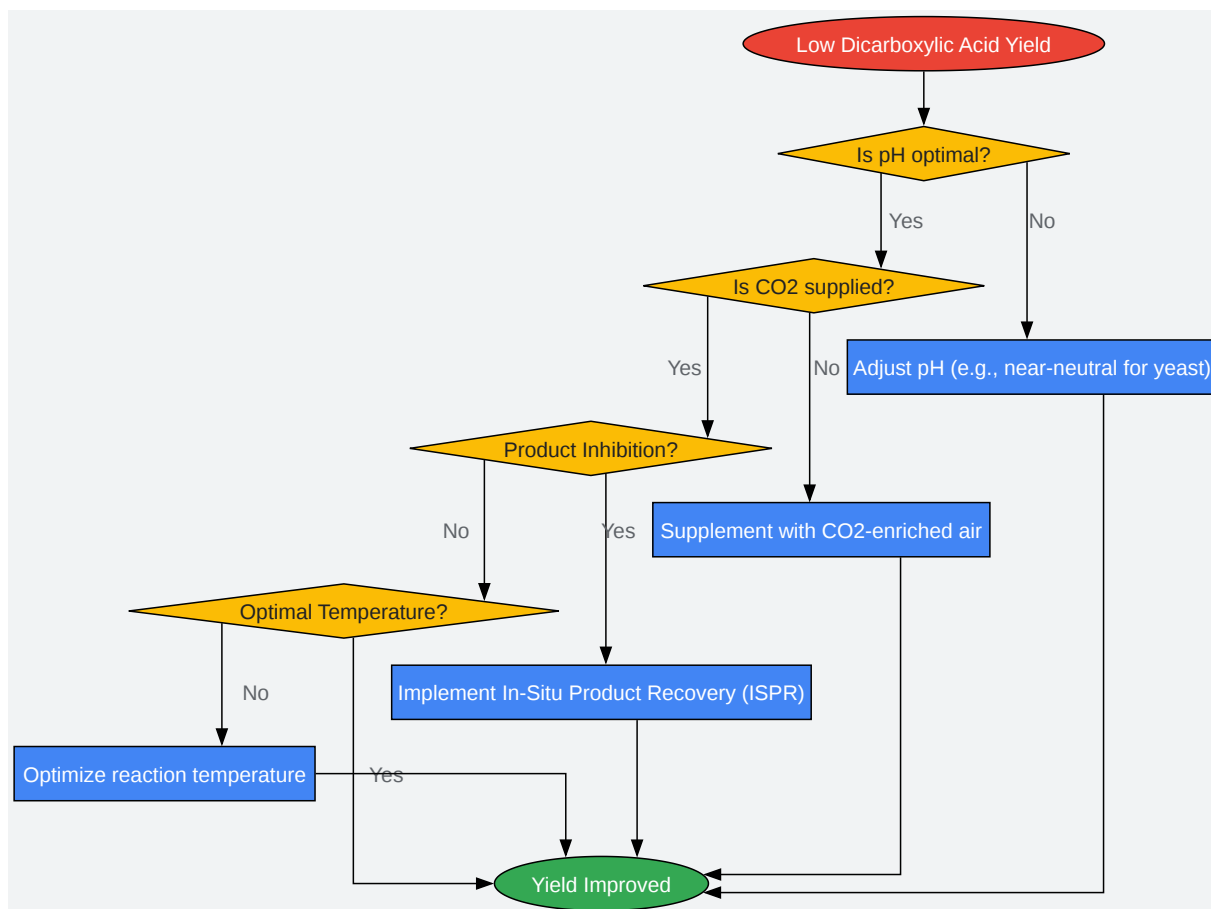 Low Dicarboxylic Acid Yield
Is pH optimal?
Yes
No
Is CO2 supplied?
Yes
No
Adjust pH (e.g., near-neutral for yeast)
Product Inhibition?
No
Yes
Supplement with CO2-enriched air
Optimal Temperature?
No
Implement In-Situ Product Recovery (ISPR)
Optimize reaction temperature
Yes
Yield Improved